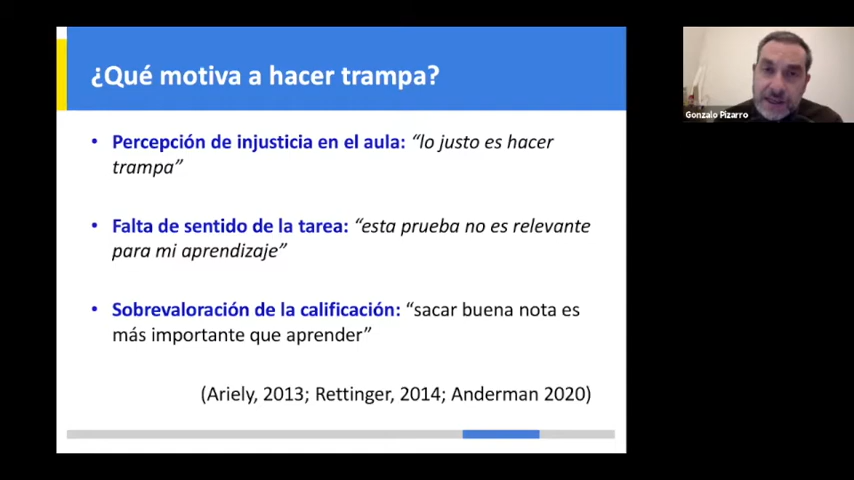 ¿Qué motiva a hacer trampa?
• Percepción de injusticia en el aula: “lo justo es hacer
trampa”
• Falta de sentido de la tarea: “esta prueba no es relevante
para mi aprendizaje”
• Sobrevaloración de la calificación: “sacar buena nota es
más importante que aprender”
(Ariely, 2013; Rettinger, 2014; Anderman 2020)
Gonzalo Pizarro